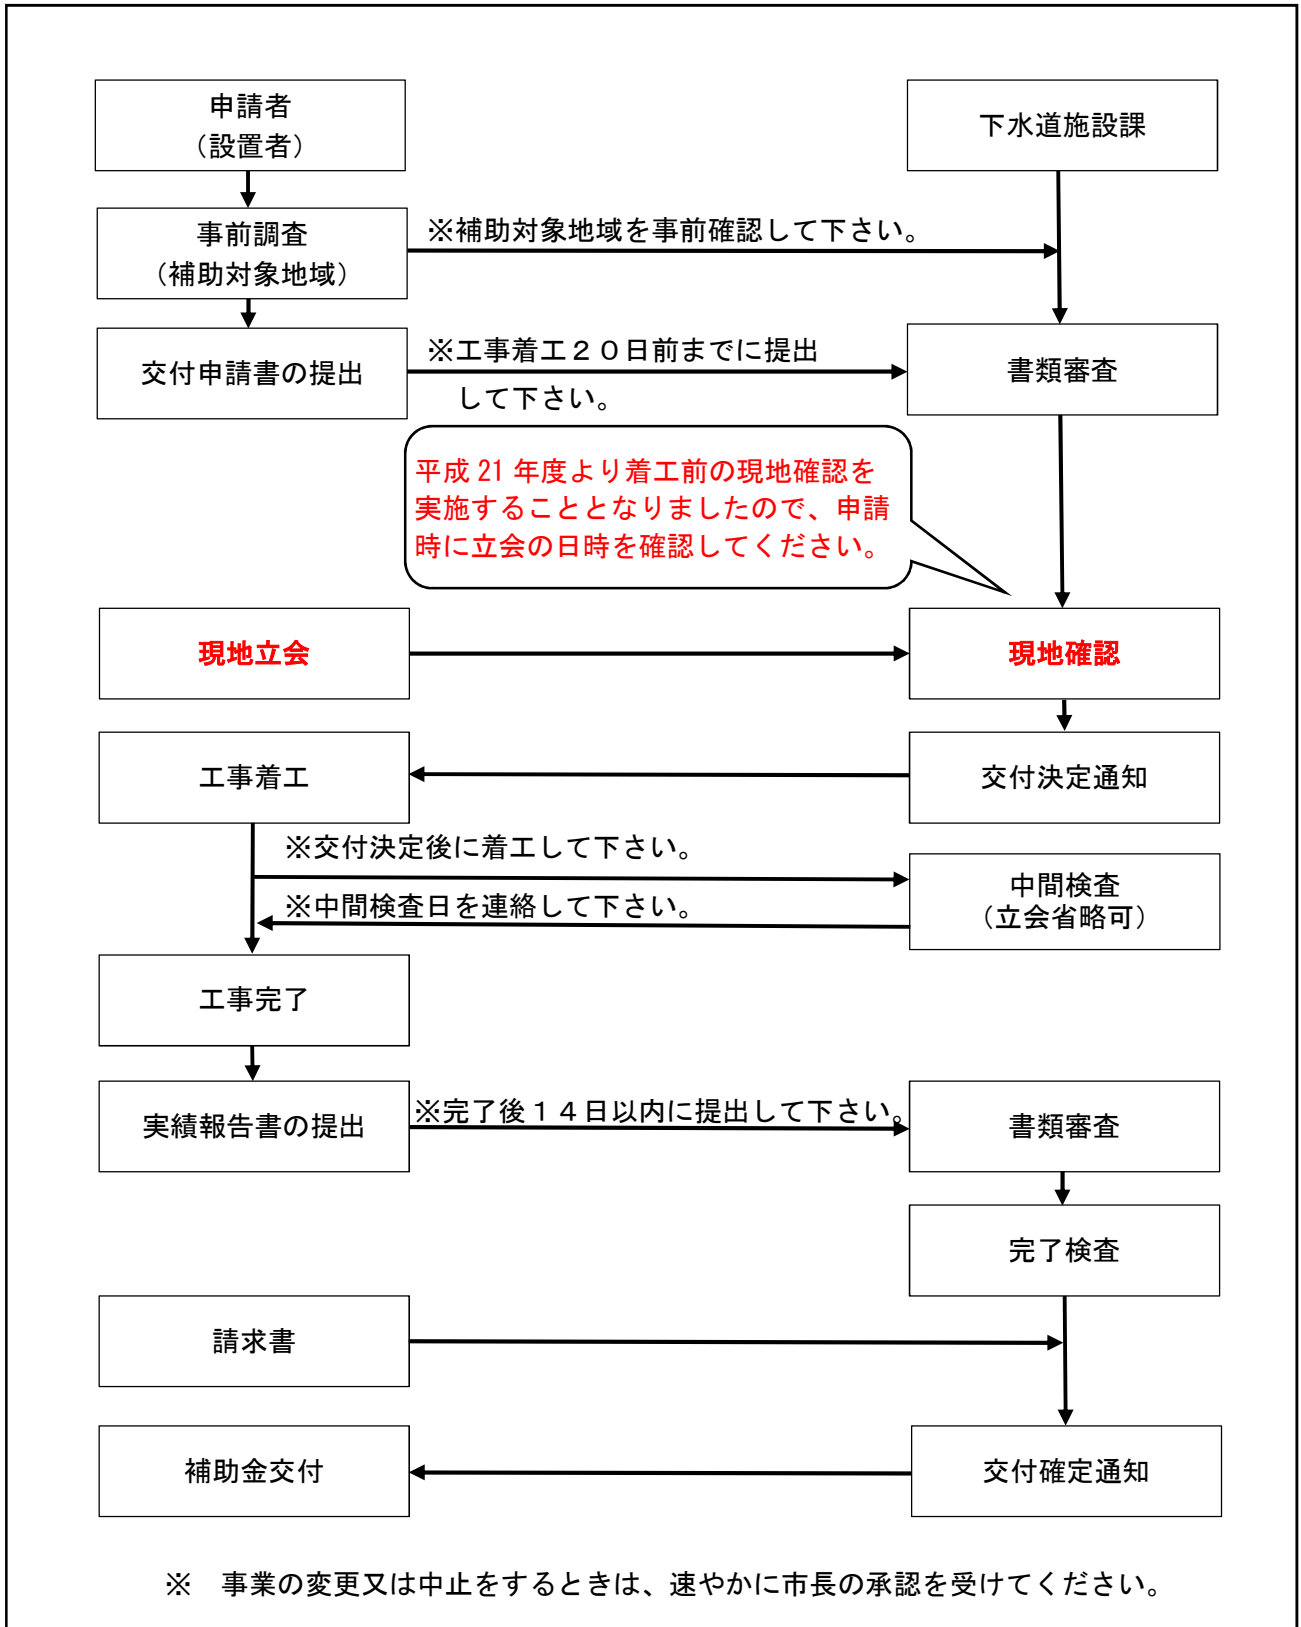 申請者
(設置者)
下水道施設課
事前調査
(補助対象地域)
※補助対象地域を事前確認して下さい。
交付申請書の提出
※工事着工20日前までに提出
して下さい。
書類審査
平成 21 年度より着工前の現地確認を
実施することとなりましたので、申請
時に立会の日時を確認してください。
現地立会
現地確認
工事着工
交付決定通知
※交付決定後に着工して下さい。
※中間検査日を連絡して下さい。
中間検査
(立会省略可)
工事完了
実績報告書の提出
※完了後14日以内に提出して下さい。
書類審査
完了検査
請求書
補助金交付
交付確定通知
※ 事業の変更又は中止をするときは、速やかに市長の承認を受けてください。